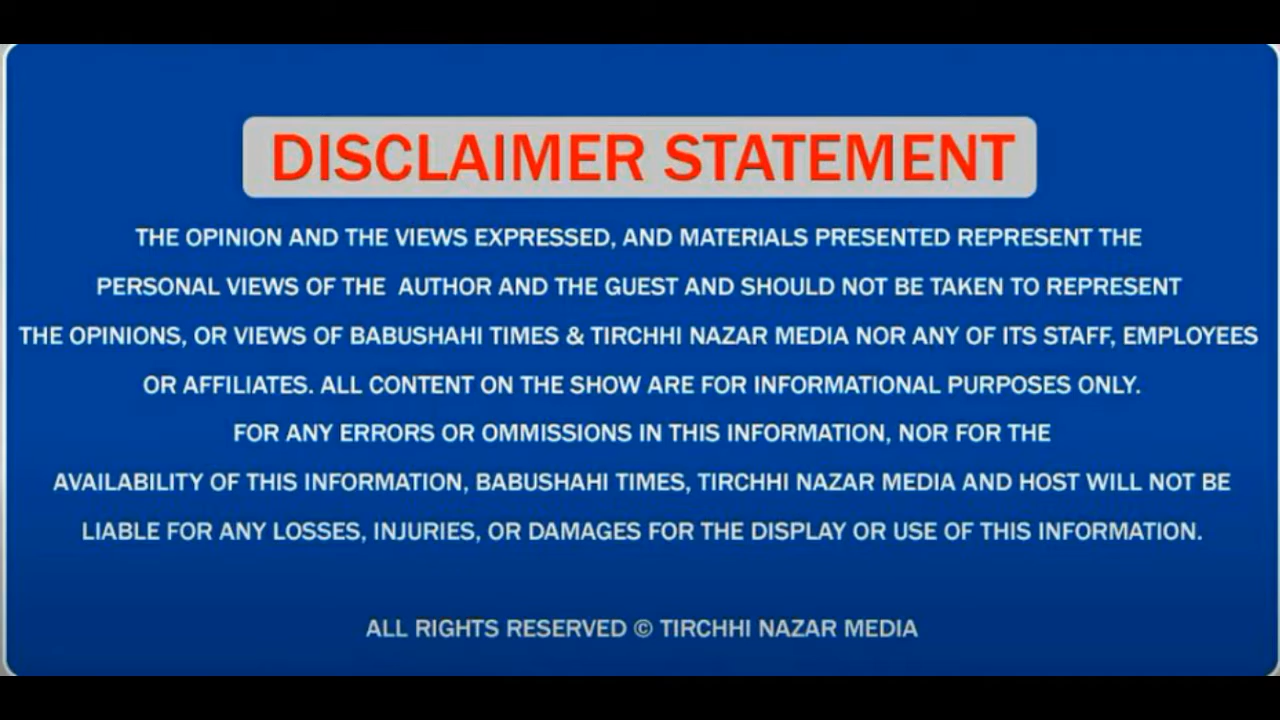 DISCLAIMER STATEMENT
THE OPINION AND THE VIEWS EXPRESSED, AND MATERIALS PRESENTED REPRESENT THE
PERSONAL VIEWS OF THE AUTHOR AND THE GUEST AND SHOULD NOT BE TAKEN TO REPRESENT
THE OPINIONS, OR VIEWS OF BABUSHAHI TIMES & TIRCHHI NAZAR MEDIA NOR ANY OF ITS STAFF, EMPLOYEES
OR AFFILIATES. ALL CONTENT ON THE SHOW ARE FOR INFORMATIONAL PURPOSES ONLY.
FOR ANY ERRORS OR OMMISSIONS IN THIS INFORMATION, NOR FOR THE
AVAILABILITY OF THIS INFORMATION, BABUSHAHI TIMES, TIRCHHI NAZAR MEDIA AND HOST WILL NOT BE
LIABLE FOR ANY LOSSES, INJURIES, OR DAMAGES FOR THE DISPLAY OR USE OF THIS INFORMATION.
ALL RIGHTS RESERVED © TIRCHHI NAZAR MEDIA